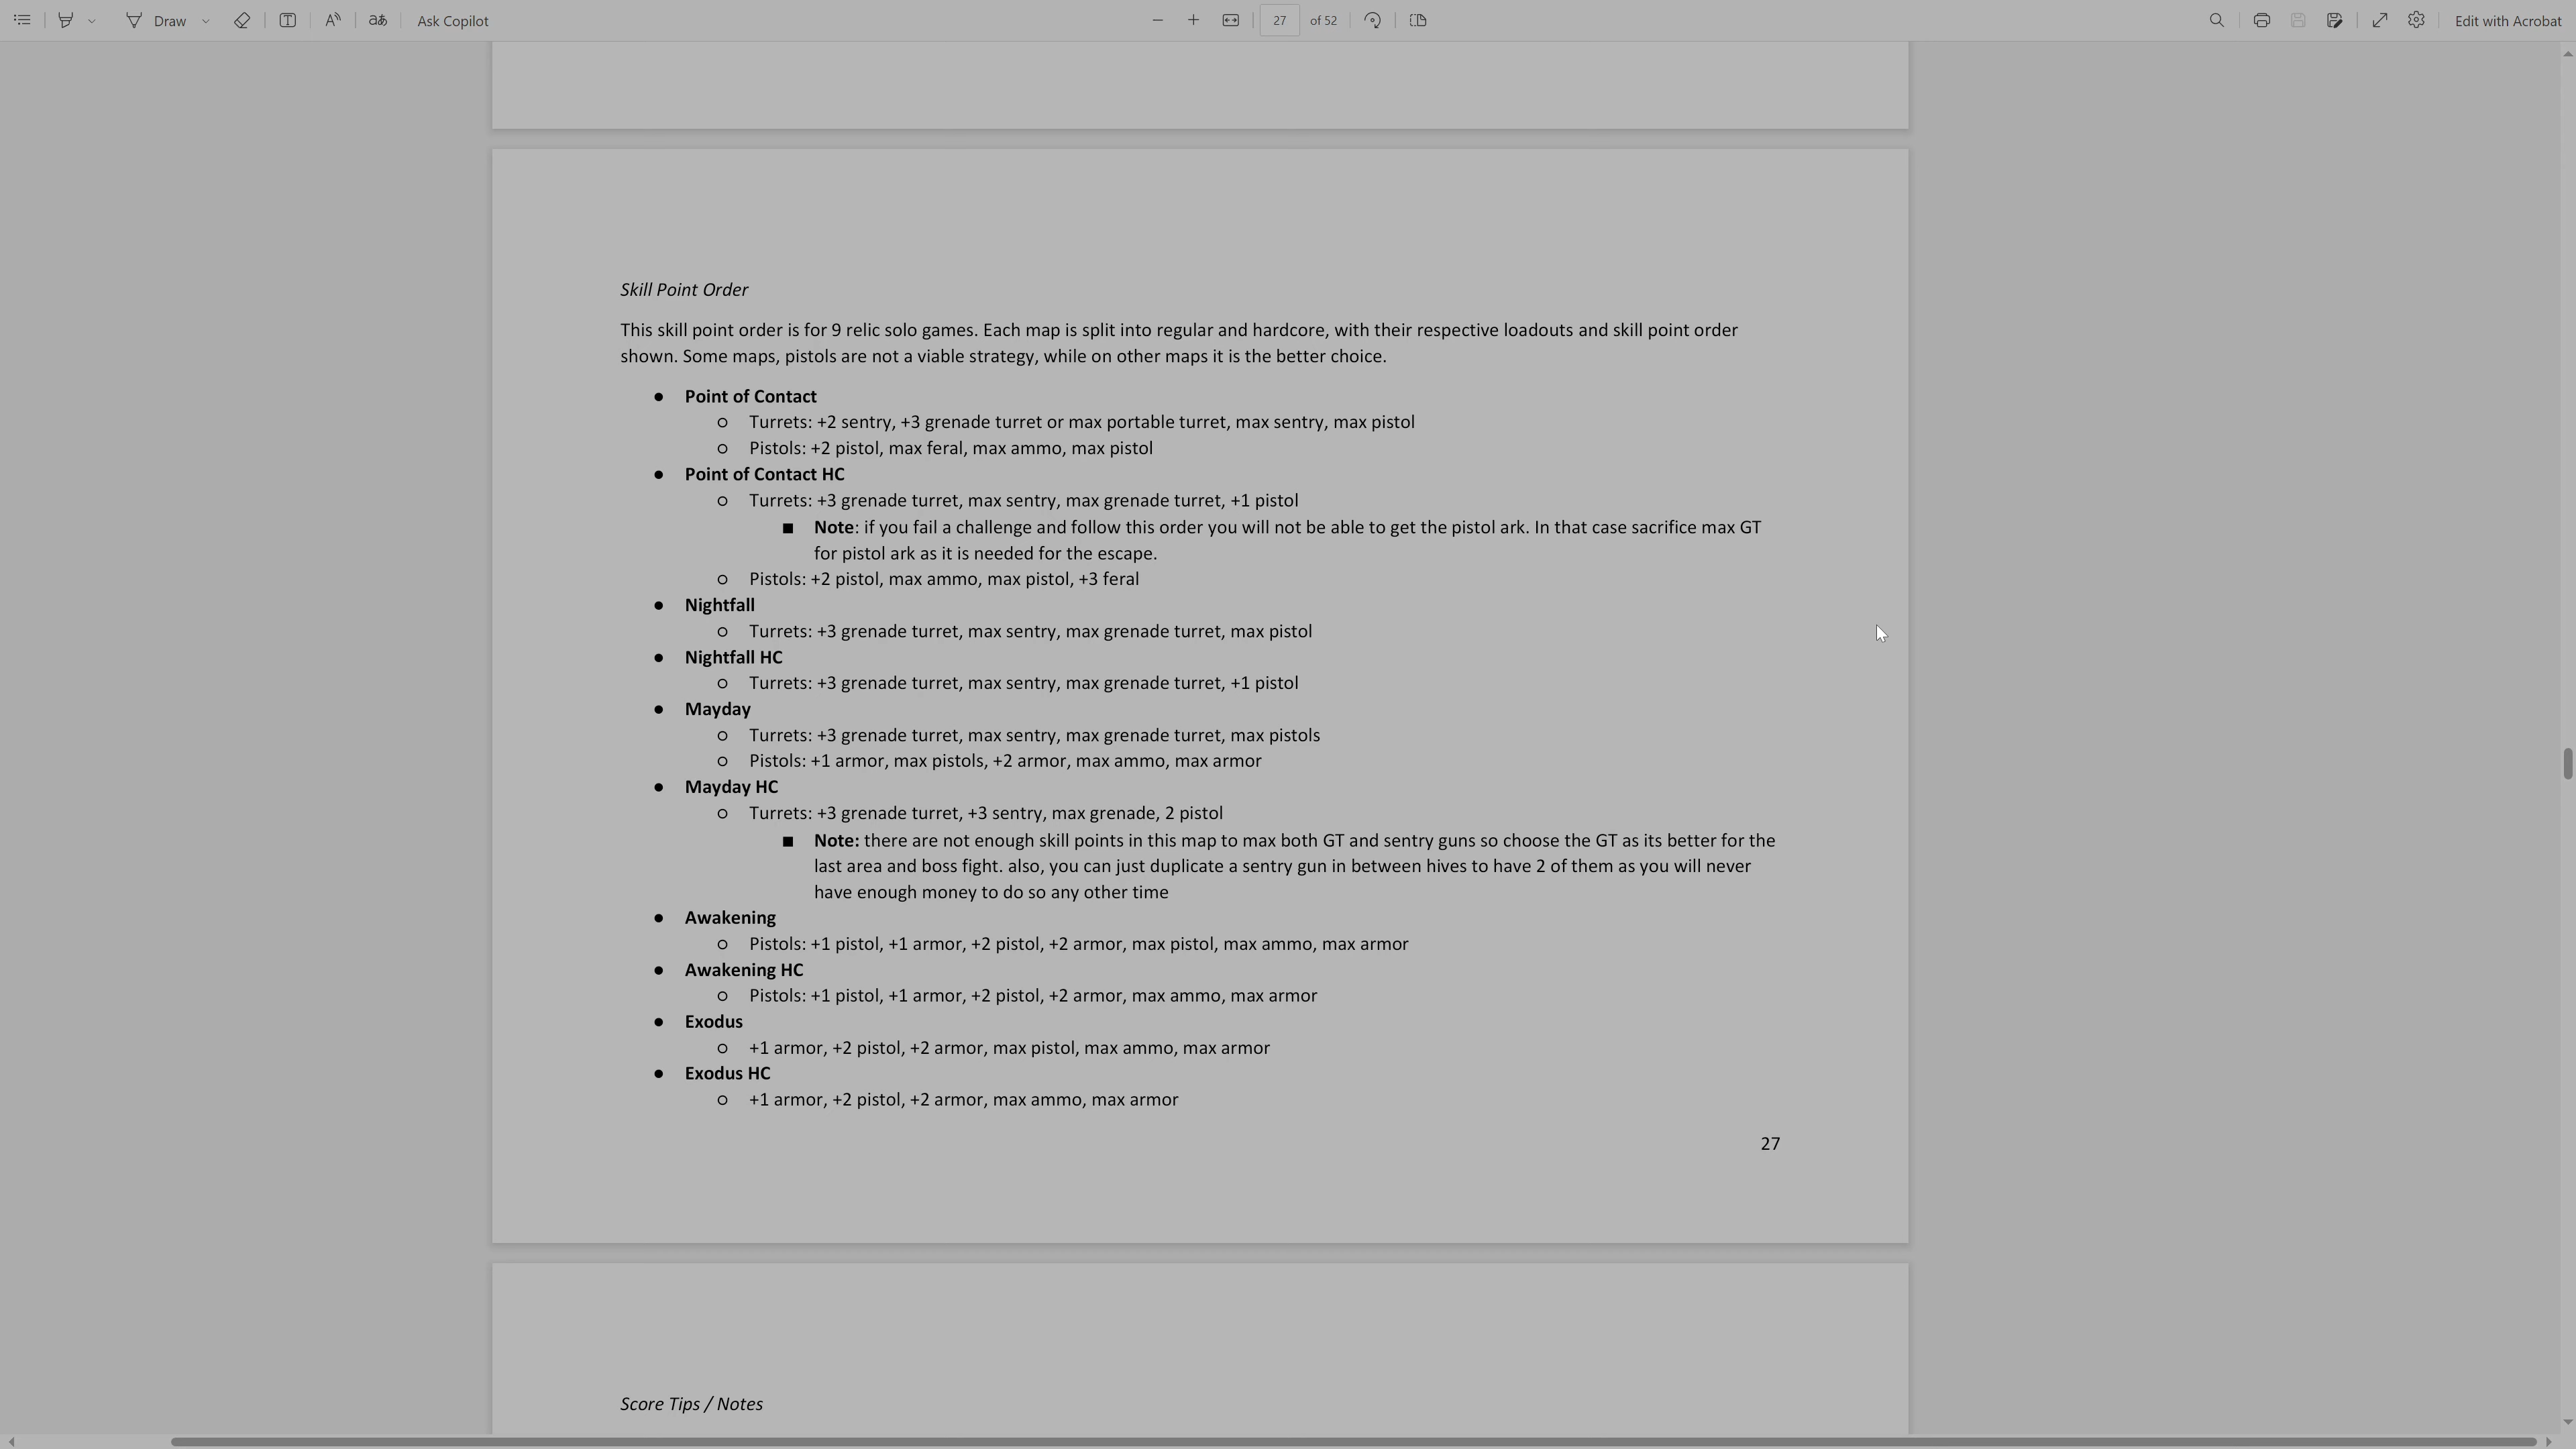 Draw
Ask Copilot
27 of 52
Edit with Acrobat
Skill Point Order
This skill point order is for 9 relic solo games. Each map is split into regular and hardcore, with their respective loadouts and skill point order
shown. Some maps, pistols are not a viable strategy, while on other maps it is the better choice.
● Point of Contact
○ Turrets: +2 sentry, +3 grenade turret or max portable turret, max sentry, max pistol
○ Pistols: +2 pistol, max feral, max ammo, max pistol
● Point of Contact HC
○ Turrets: +3 grenade turret, max sentry, max grenade turret, +1 pistol
■ Note: if you fail a challenge and follow this order you will not be able to get the pistol ark. In that case sacrifice max GT
for pistol ark as it is needed for the escape.
○ Pistols: +2 pistol, max ammo, max pistol, +3 feral
● Nightfall
○ Turrets: +3 grenade turret, max sentry, max grenade turret, max pistol
● Nightfall HC
○ Turrets: +3 grenade turret, max sentry, max grenade turret, +1 pistol
● Mayday
○ Turrets: +3 grenade turret, max sentry, max grenade turret, max pistols
○ Pistols: +1 armor, max pistols, +2 armor, max ammo, max armor
● Mayday HC
○ Turrets: +3 grenade turret, +3 sentry, max grenade, 2 pistol
■ Note: there are not enough skill points in this map to max both GT and sentry guns so choose the GT as its better for the
last area and boss fight. also, you can just duplicate a sentry gun in between hives to have 2 of them as you will never
have enough money to do so any other time
● Awakening
○ Pistols: +1 pistol, +1 armor, +2 pistol, +2 armor, max pistol, max ammo, max armor
● Awakening HC
○ Pistols: +1 pistol, +1 armor, +2 pistol, +2 armor, max ammo, max armor
● Exodus
○ +1 armor, +2 pistol, +2 armor, max pistol, max ammo, max armor
● Exodus HC
○ +1 armor, +2 pistol, +2 armor, max ammo, max armor
27
Score Tips / Notes